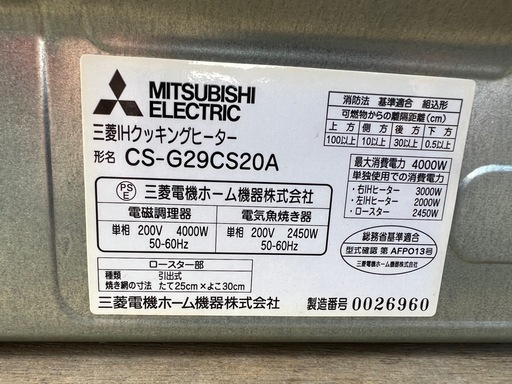 MITSUBISHI
ELECTRIC
三菱IHクッキングヒーター
形名 CS-G29CS20A
PS
E
三菱電機ホーム機器株式会社
電磁調理器
単相 200V 4000W
50-60Hz
電気魚焼き器
単相 200V 2450W
50-60Hz
ロースター部
種類 引出式
焼き網の寸法 たて25cm×よこ30cm
三菱電機ホーム機器株式会社
消防法 基準適合 組込形
可燃物からの離隔距離(cm)
上方 側方 前方 後方 下方
100以上 10以上 30以上 0.5以上
最大消費電力 4000W
単独使用での消費電力
・右IHヒーター 3000W
・左IHヒーター 2000W
・ロースター 2450W
総務省基準適合
型式確認 第 AFPO13号
三菱電機ホーム機器株式会社
製造番号 0026960